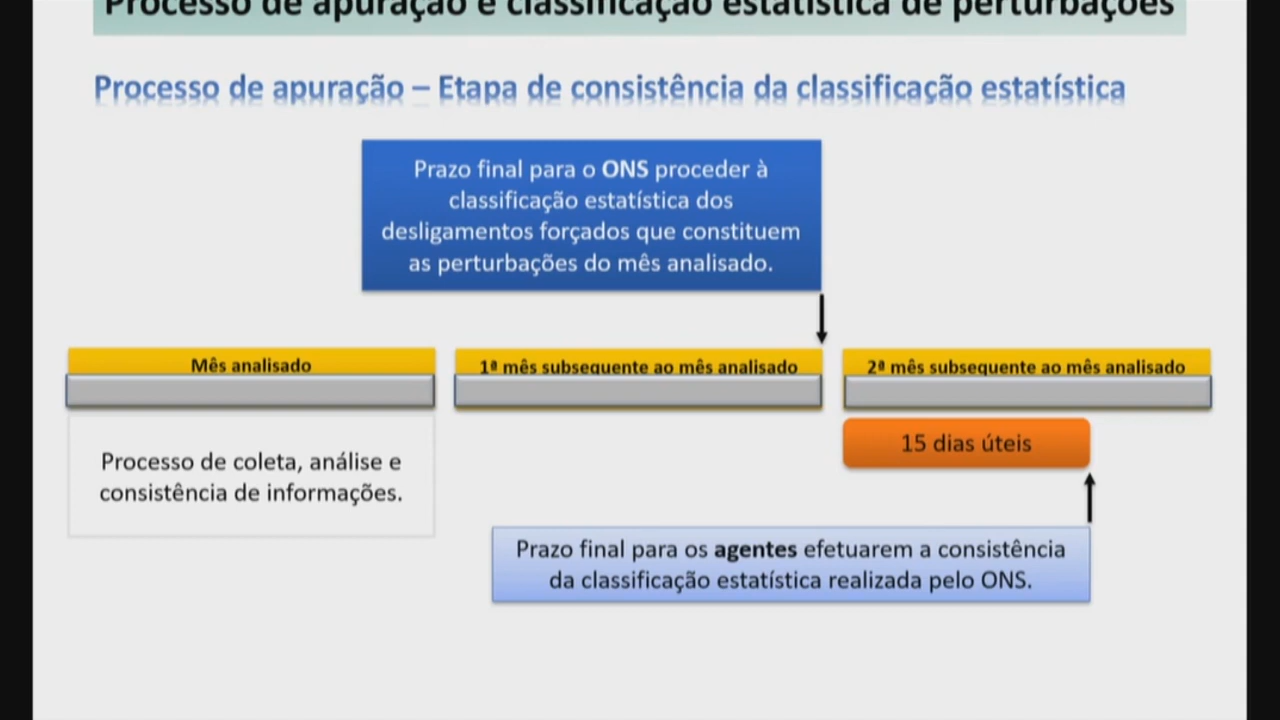 Processo de apuração e classificação estatística de perturbações
Processo de apuração – Etapa de consistência da classificação estatística
Prazo final para o ONS proceder à
classificação estatística dos
desligamentos forçados que constituem
as perturbações do mês analisado.
Mês analisado
1ª mês subsequente ao mês analisado
2ª mês subsequente ao mês analisado
15 dias úteis
Processo de coleta, análise e
consistência de informações.
Prazo final para os agentes efetuarem a consistência
da classificação estatística realizada pelo ONS.